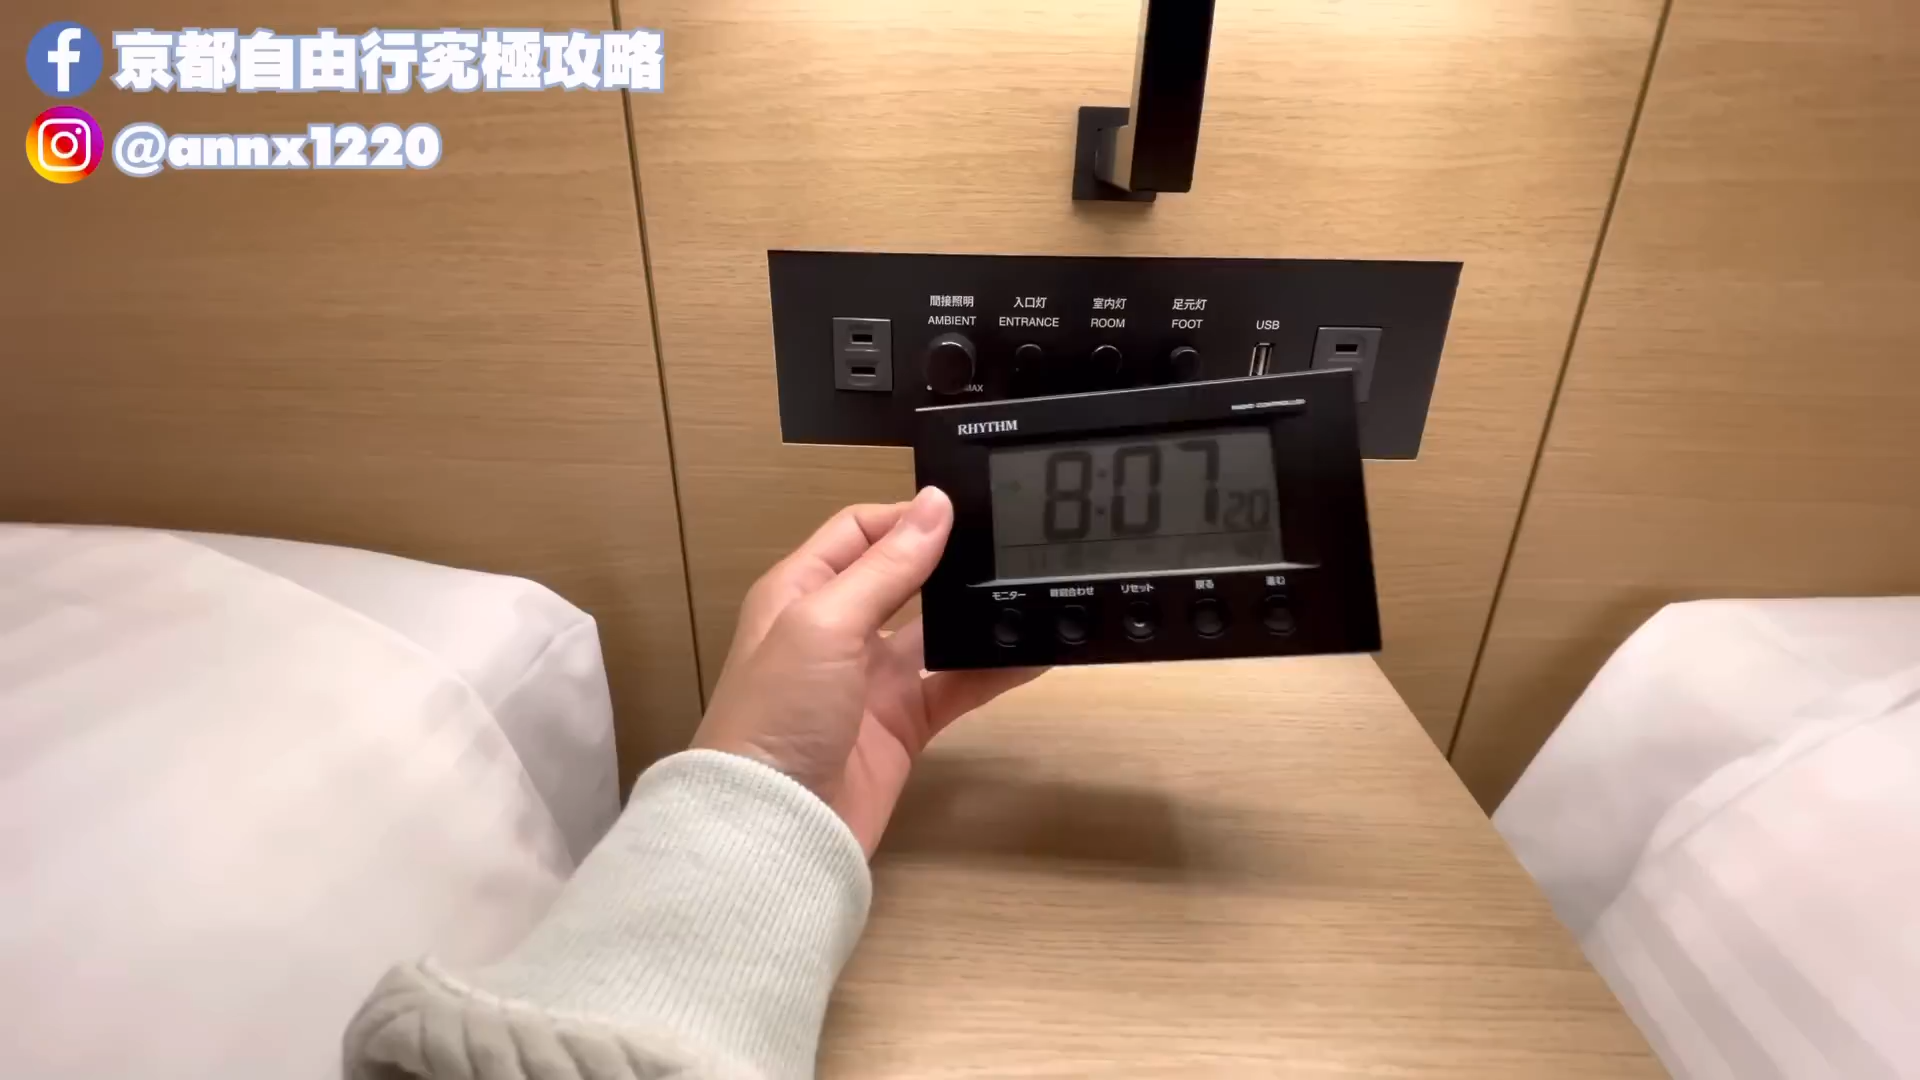 京都自由行究極攻略
@annx1220
間接照明
AMBIENT
入口灯
ENTRANCE
室内灯
ROOM
足元灯
FOOT
USB
MAX
RHYTHM
8:07 20
モニター
時刻合わせ
リセット
戻る
進む